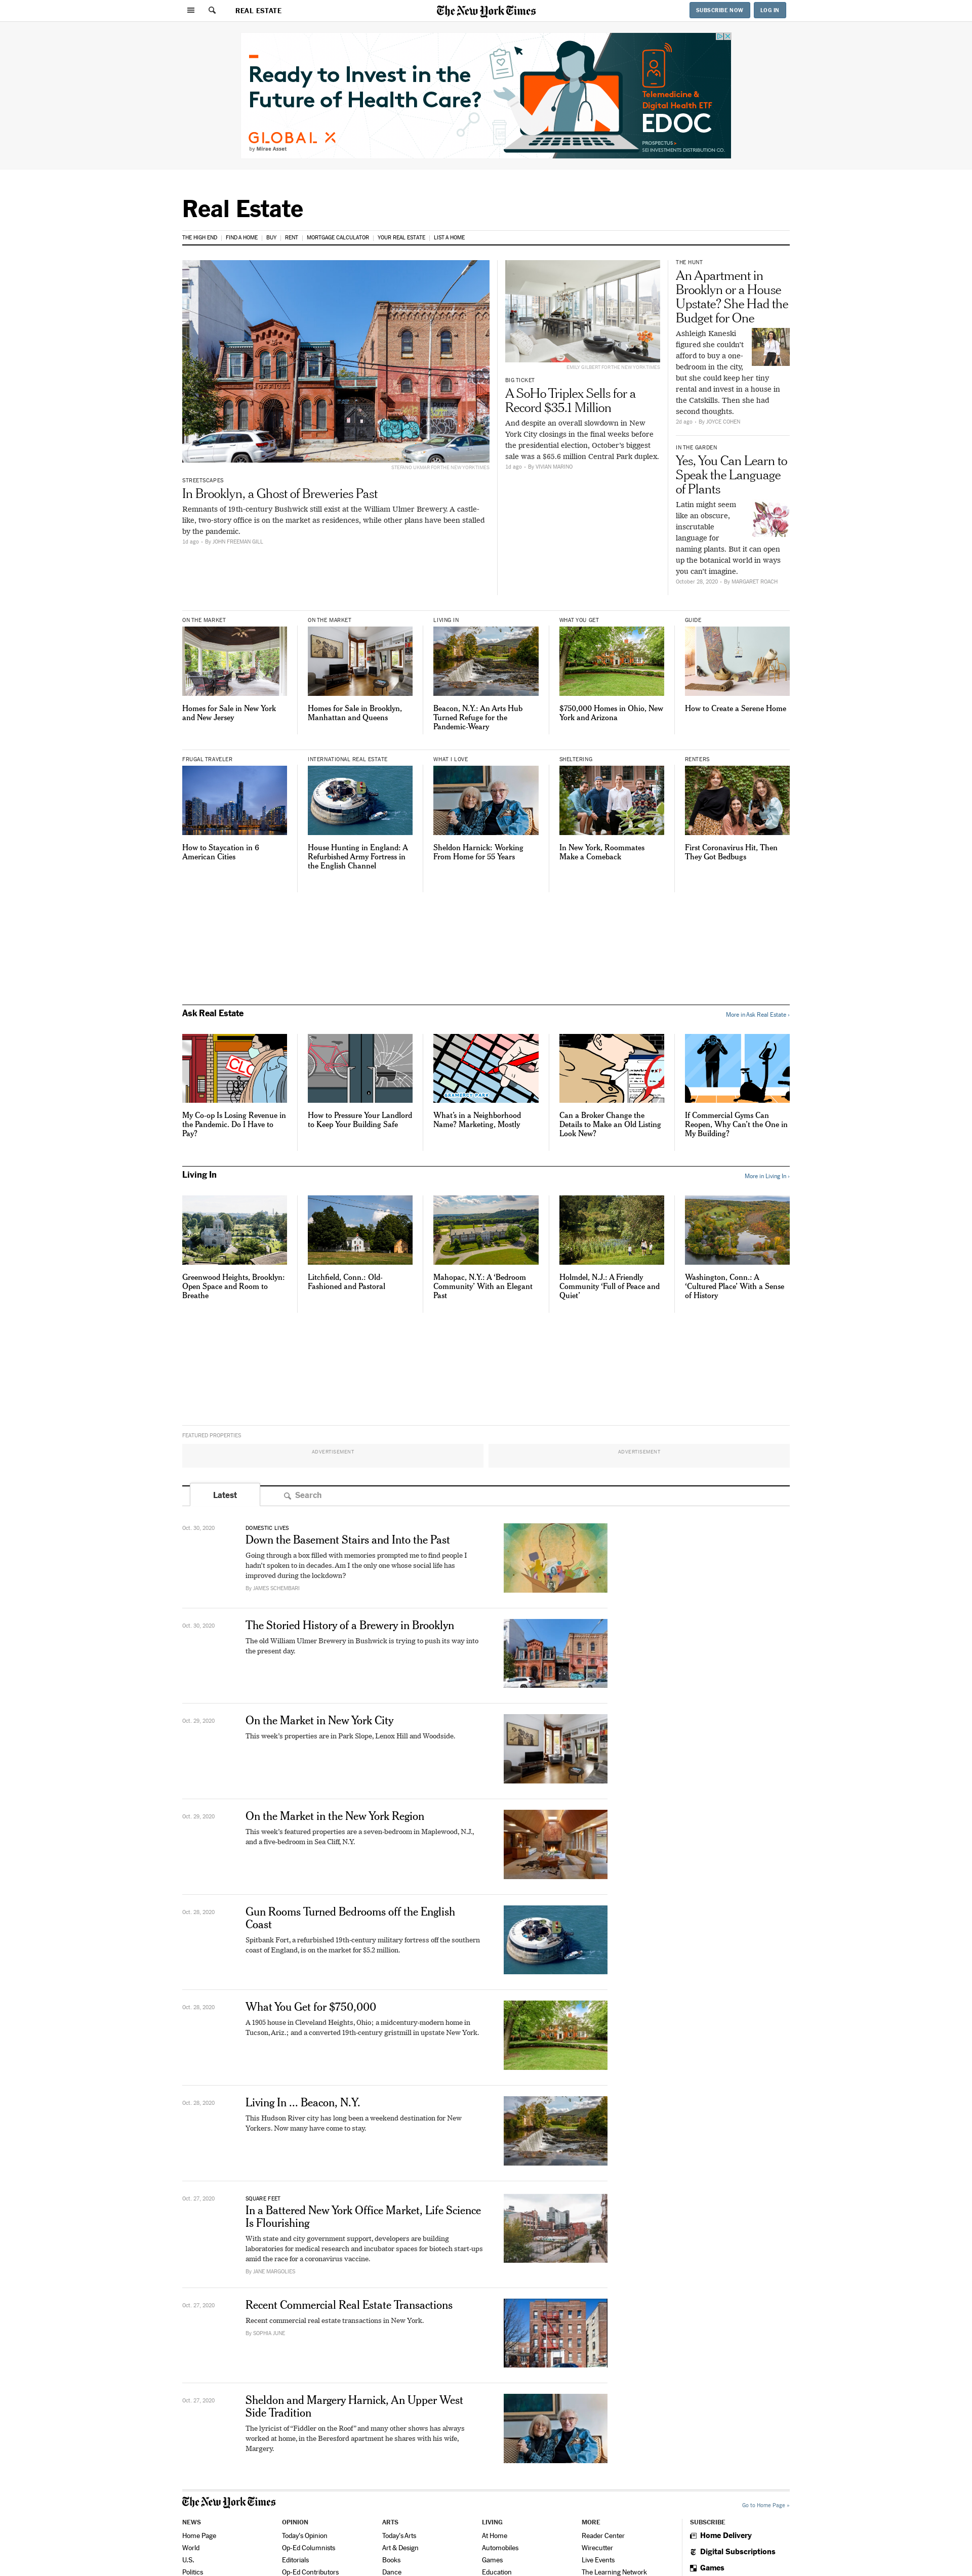 REAL ESTATE
The New York Times
SUBSCRIBE NOW
LOG IN
Ready to Invest in the
Future of Health Care?
GLOBAL X
by Mirae Asset
Telemedicine &
Digital Health ETF
EDOC
PROSPECTUS >
SEI INVESTMENTS DISTRIBUTION CO.
Real Estate
THE HIGH END
FIND A HOME
BUY
RENT
MORTGAGE CALCULATOR
YOUR REAL ESTATE
LIST A HOME
OFFICE
STEFANO UKMAR FOR THE NEW YORK TIMES
STREETSCAPES
In Brooklyn, a Ghost of Breweries Past
Remnants of 19th-century Bushwick still exist at the William Ulmer Brewery. A castle-
like, two-story office is on the market as residences, while other plans have been stalled
by the pandemic.
1d ago - By JOHN FREEMAN GILL
EMILY GILBERT FOR THE NEW YORK TIMES
BIG TICKET
A SoHo Triplex Sells for a
Record $35.1 Million
And despite an overall slowdown in New
York City closings in the final weeks before
the presidential election, October's biggest
sale was a $65.6 million Central Park duplex.
1d ago - By VIVIAN MARINO
THE HUNT
An Apartment in
Brooklyn or a House
Upstate? She Had the
Budget for One
Ashleigh Kaneski
figured she couldn't
afford to buy a one-
bedroom in the city,
but she could keep her tiny
rental and invest in a house in
the Catskills. Then she had
second thoughts.
2d ago - By JOYCE COHEN
IN THE GARDEN
Yes, You Can Learn to
Speak the Language
of Plants
Latin might seem
like an obscure,
inscrutable
language for
naming plants. But it can open
up the botanical world in ways
you can't imagine.
October 28, 2020 - By MARGARET ROACH
ON THE MARKET
Homes for Sale in New York
and New Jersey
ON THE MARKET
Homes for Sale in Brooklyn,
Manhattan and Queens
LIVING IN
Beacon, N.Y.: An Arts Hub
Turned Refuge for the
Pandemic-Weary
WHAT YOU GET
$750,000 Homes in Ohio, New
York and Arizona
GUIDE
How to Create a Serene Home
FRUGAL TRAVELER
How to Staycation in 6
American Cities
INTERNATIONAL REAL ESTATE
House Hunting in England: A
Refurbished Army Fortress in
the English Channel
WHAT I LOVE
Sheldon Harnick: Working
From Home for 55 Years
SHELTERING
In New York, Roommates
Make a Comeback
RENTERS
First Coronavirus Hit, Then
They Got Bedbugs
Ask Real Estate
More in Ask Real Estate ›
CLO
My Co-op Is Losing Revenue in
the Pandemic. Do I Have to
Pay?
How to Pressure Your Landlord
to Keep Your Building Safe
GRAMERCY PARK
What's in a Neighborhood
Name? Marketing, Mostly
Can a Broker Change the
Details to Make an Old Listing
Look New?
If Commercial Gyms Can
Reopen, Why Can't the One in
My Building?
Living In
More in Living In ›
Greenwood Heights, Brooklyn:
Open Space and Room to
Breathe
Litchfield, Conn.: Old-
Fashioned and Pastoral
Mahopac, N.Y.: A 'Bedroom
Community' With an Elegant
Past
Holmdel, N.J.: A Friendly
Community 'Full of Peace and
Quiet'
Washington, Conn.: A
'Cultured Place' With a Sense
of History
FEATURED PROPERTIES
ADVERTISEMENT
ADVERTISEMENT
Latest
Search
Oct. 30, 2020
DOMESTIC LIVES
Down the Basement Stairs and Into the Past
Going through a box filled with memories prompted me to find people I
hadn't spoken to in decades. Am I the only one whose social life has
improved during the lockdown?
By JAMES SCHEMBARI
Oct. 30, 2020
The Storied History of a Brewery in Brooklyn
The old William Ulmer Brewery in Bushwick is trying to push its way into
the present day.
Oct. 29, 2020
On the Market in New York City
This week's properties are in Park Slope, Lenox Hill and Woodside.
Oct. 29, 2020
On the Market in the New York Region
This week's featured properties are a seven-bedroom in Maplewood, N.J.,
and a five-bedroom in Sea Cliff, N.Y.
Oct. 28, 2020
Gun Rooms Turned Bedrooms off the English
Coast
Spitbank Fort, a refurbished 19th-century military fortress off the southern
coast of England, is on the market for $5.2 million.
Oct. 28, 2020
What You Get for $750,000
A 1905 house in Cleveland Heights, Ohio; a midcentury-modern home in
Tucson, Ariz.; and a converted 19th-century gristmill in upstate New York.
Oct. 28, 2020
Living In ... Beacon, N.Y.
This Hudson River city has long been a weekend destination for New
Yorkers. Now many have come to stay.
Oct. 27, 2020
SQUARE FEET
In a Battered New York Office Market, Life Science
Is Flourishing
With state and city government support, developers are building
laboratories for medical research and incubator spaces for biotech start-ups
amid the race for a coronavirus vaccine.
By JANE MARGOLIES
Oct. 27, 2020
Recent Commercial Real Estate Transactions
Recent commercial real estate transactions in New York.
By SOPHIA JUNE
Oct. 27, 2020
Sheldon and Margery Harnick, An Upper West
Side Tradition
The lyricist of "Fiddler on the Roof" and many other shows has always
worked at home, in the Beresford apartment he shares with his wife,
Margery.
The New York Times
Go to Home Page »
NEWS
Home Page
World
U.S.
Politics
OPINION
Today's Opinion
Op-Ed Columnists
Editorials
Op-Ed Contributors
ARTS
Today's Arts
Art & Design
Books
Dance
LIVING
At Home
Automobiles
Games
Education
MORE
Reader Center
Wirecutter
Live Events
The Learning Network
SUBSCRIBE
Home Delivery
Digital Subscriptions
Games